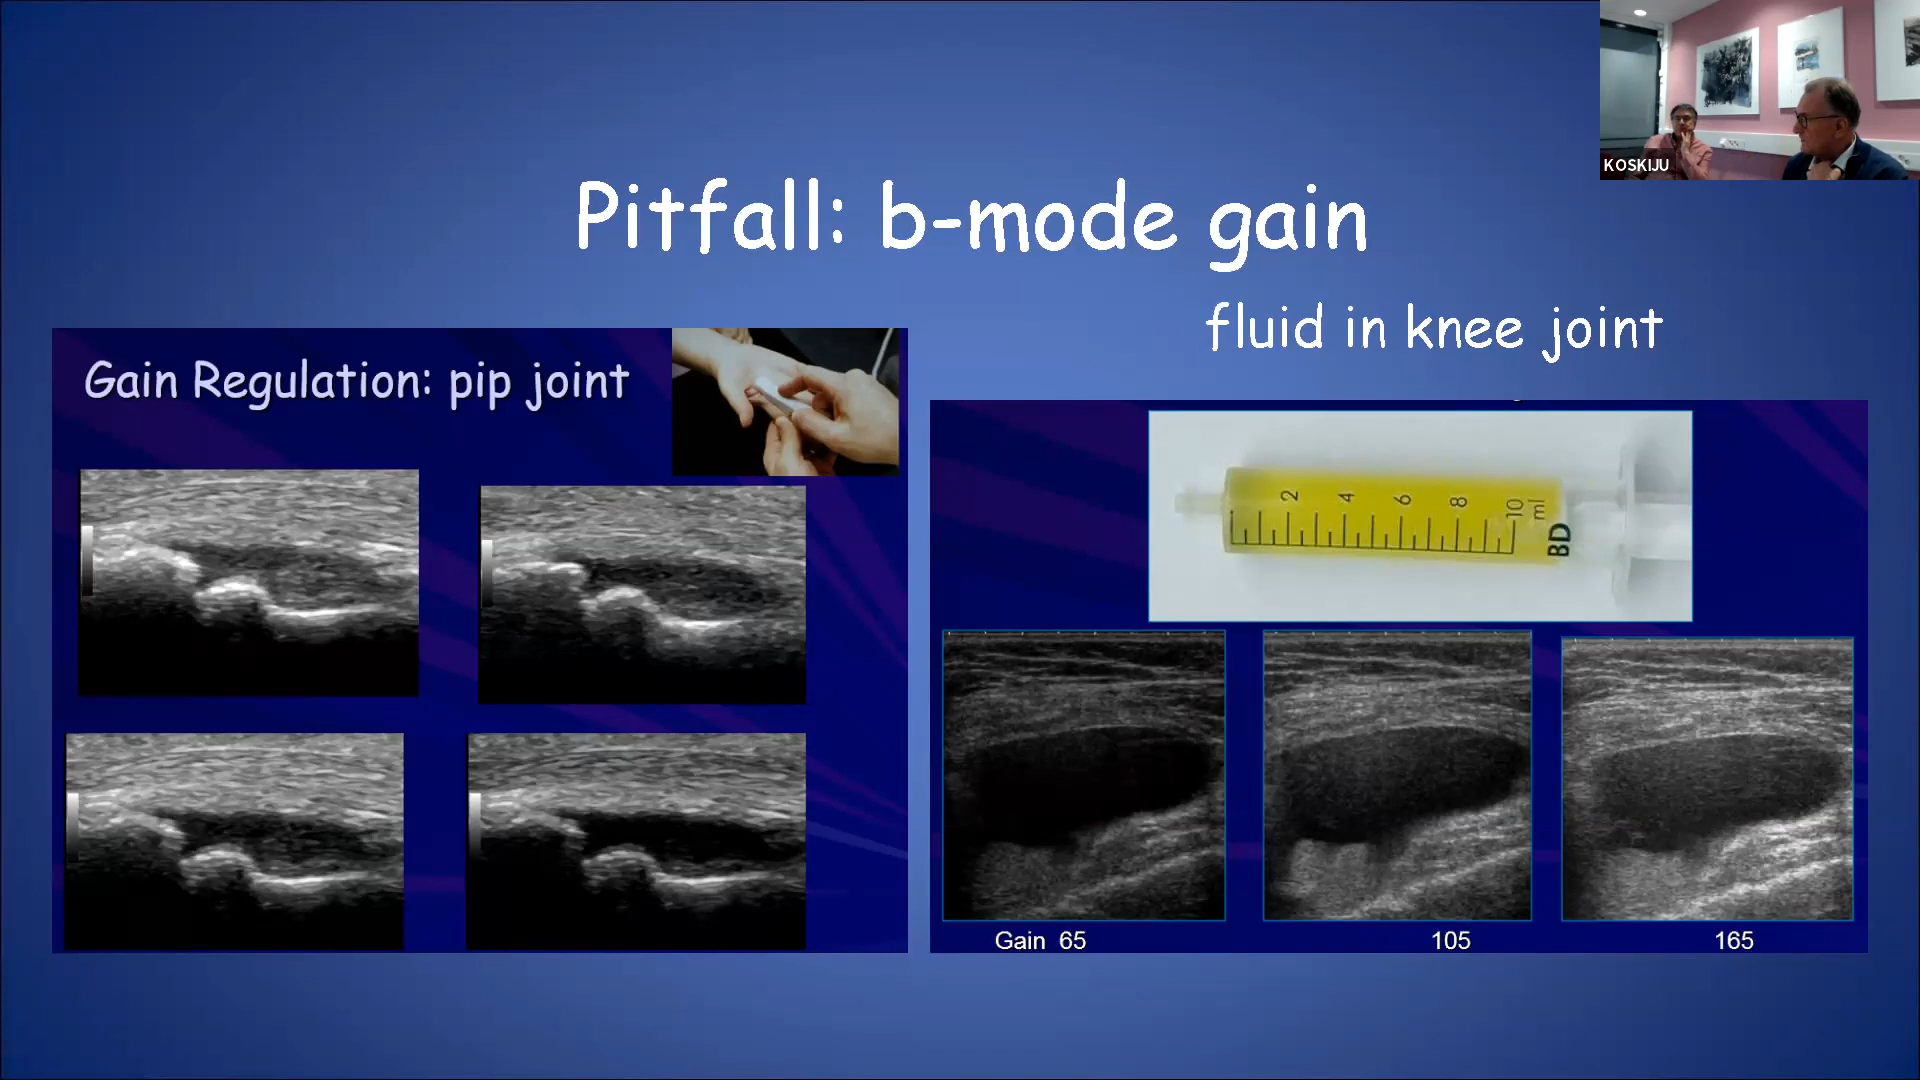 KOSKIJU
Pitfall: b-mode gain
fluid in knee joint
Gain Regulation: pip joint
2 4 6 8 10 ml
BD
Gain 65
105
165